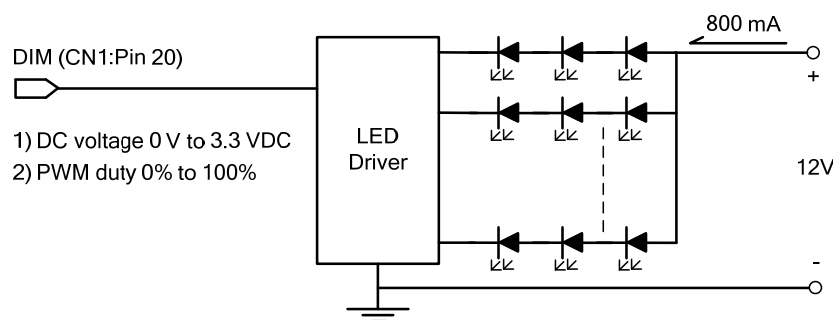 800 mA
DIM (CN1:Pin 20)
+
1) DC voltage 0 V to 3.3 VDC
2) PWM duty 0% to 100%
LED
Driver
12V
-